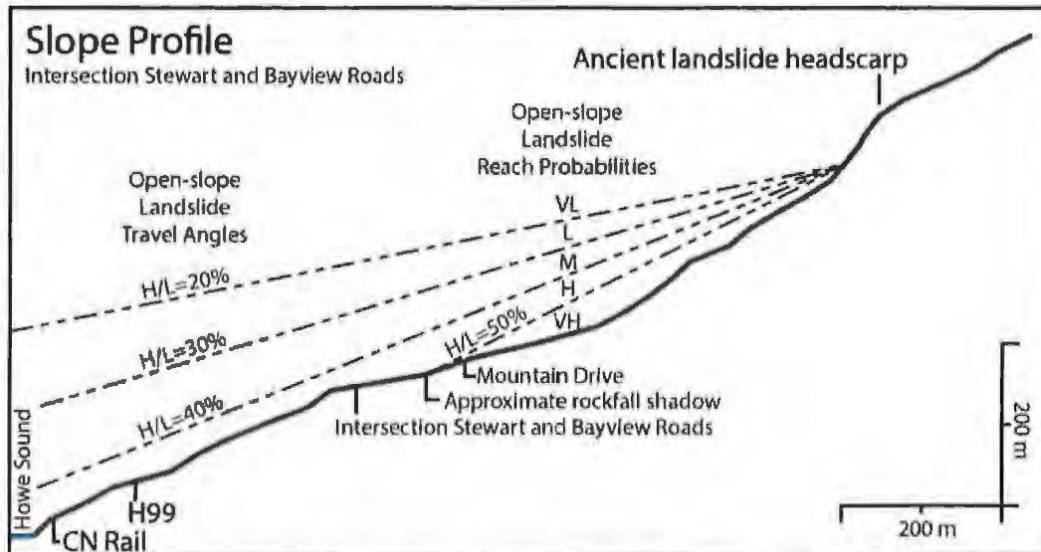 Slope Profile
Intersection Stewart and Bayview Roads
Ancient landslide headscarp
Open-slope
Landslide
Reach Probabilities
Open-slope
Landslide
Travel Angles
VL
L
M
H
VH
H/L=20%
H/L=30%
H/L=40%
H/L=50%
Mountain Drive
Approximate rockfall shadow
Intersection Stewart and Bayview Roads
Howe Sound
H99
CN Rail
200 m
200 m